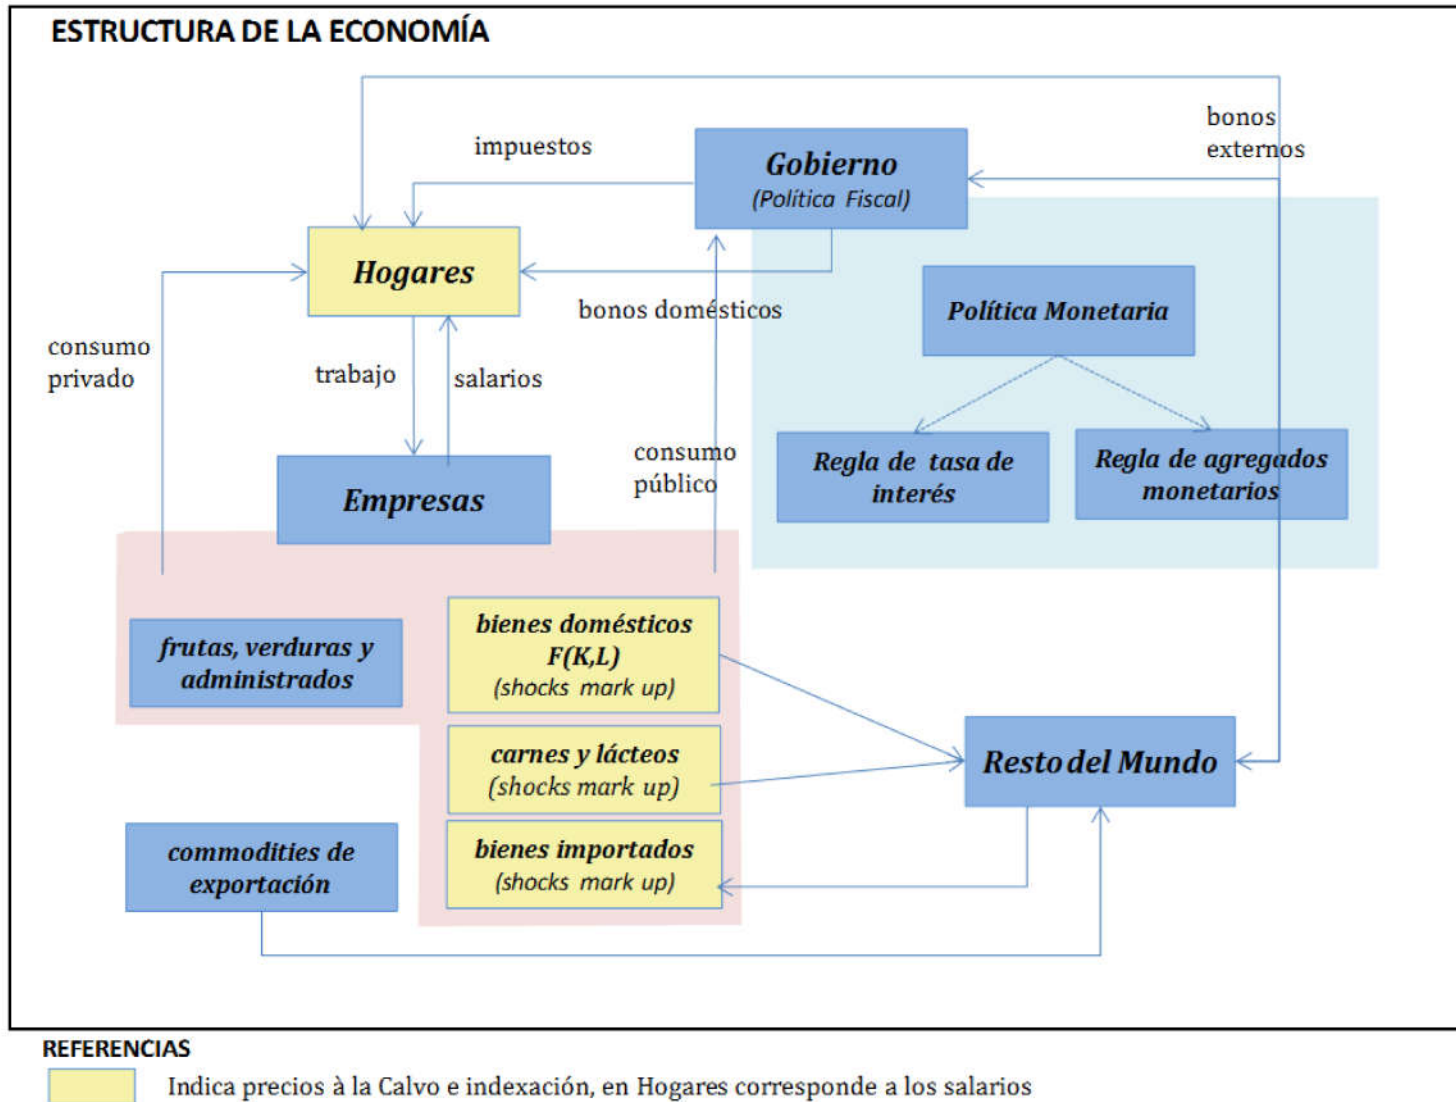 ESTRUCTURA DE LA ECONOMÍA
bonos
externos
impuestos
Gobierno
(Política Fiscal)
Hogares
bonos domésticos
Política Monetaria
consumo
privado
trabajo
salarios
consumo
público
Regla de tasa de
interés
Regla de agregados
monetarios
Empresas
frutas, verduras y
administrados
bienes domésticos
F(K,L)
(shocks mark up)
carnes y lácteos
(shocks mark up)
Resto del Mundo
commodities de
exportación
bienes importados
(shocks mark up)
REFERENCIAS
Indica precios à la Calvo e indexación, en Hogares corresponde a los salarios